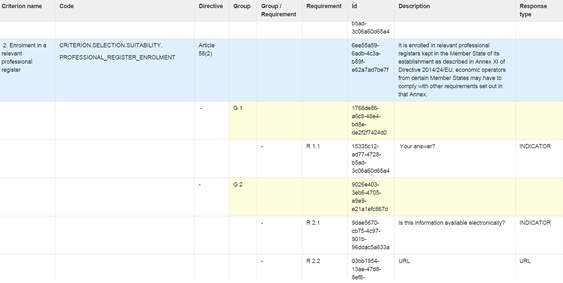 Criterion name Code Directive Group Group / Requirement Requirement Id Description Response type
b5ad-
3c06a60d65a4
2. Enrolment in a relevant professional register
CRITERION.SELECTION.SUITABILITY.
PROFESSIONAL_REGISTER_ENROLMENT
Article 58(2)
6ee55a59-
6adb-4c3a-
b89f-
e62a7ad7be7f
It is enrolled in relevant professional
registers kept in the Member State of its
establishment as described in Annex XI of
Directive 2014/24/EU; economic operators
from certain Member States may have to
comply with other requirements set out in
that Annex.
- G 1
1768de86-
a6c8-48e4-
bd8e-
de2f2f7424d0
- R 1.1
15335c12-
ad77-4728-
b5ad-
3c06a60d65a4
Your answer? INDICATOR
- G 2
9026e403-
3eb6-4705-
a9e9-
e21a1efc867d
- R 2.1
9dae5670-
cb75-4c97-
901b-
96ddac5a633a
Is this information available electronically? INDICATOR
- R 2.2
03bb1954-
13ae-47d8-
8ef8-
URL URL